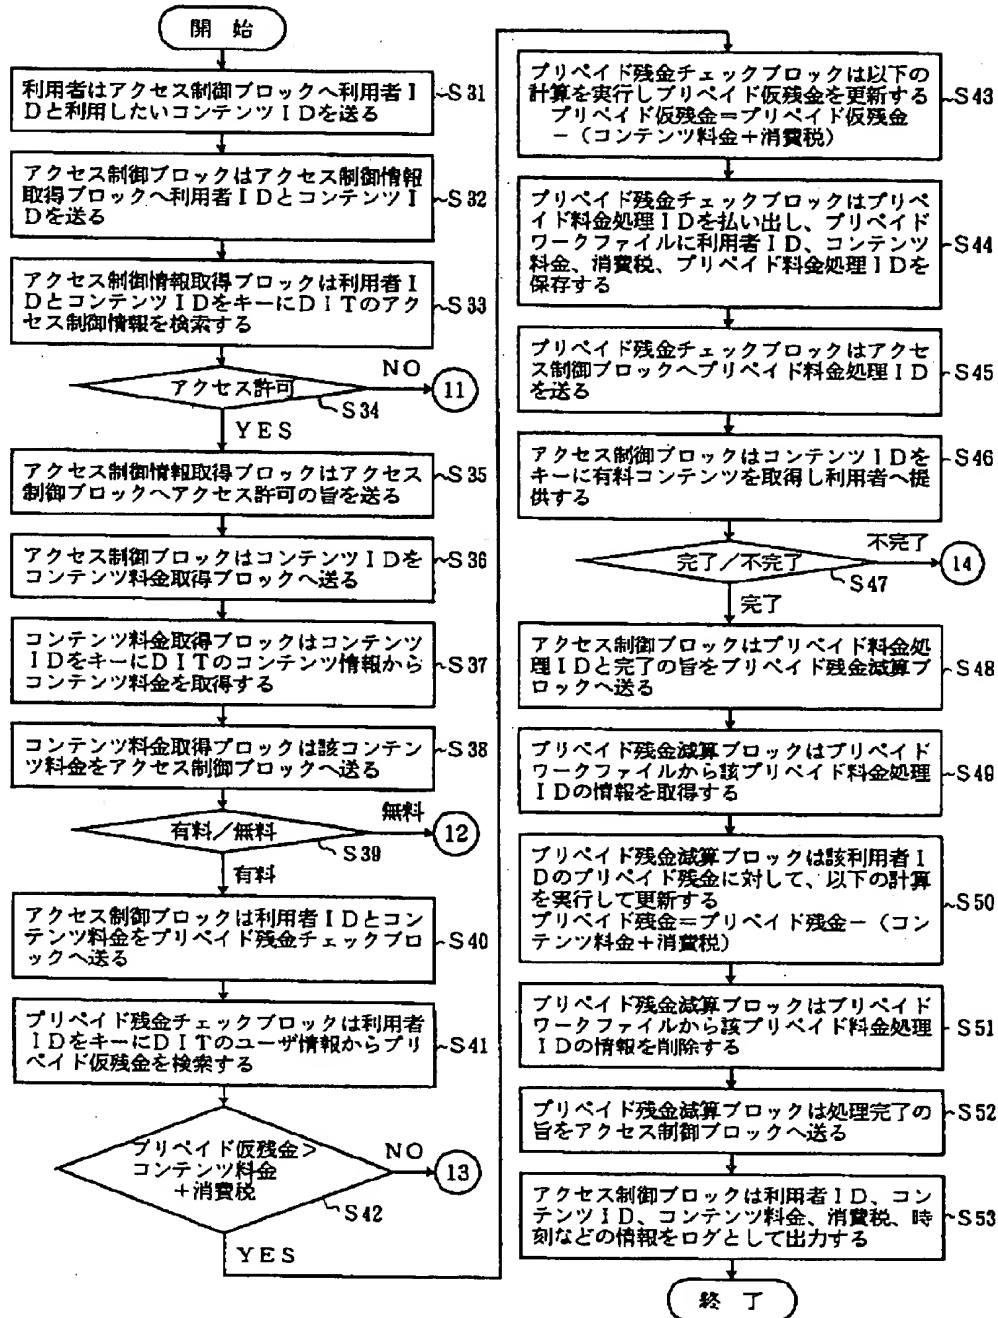 開 始
利用者はアクセス制御ブロックへ利用者I
Dと利用したいコンテンツIDを送る
S31
アクセス制御ブロックはアクセス制御情報
取得ブロックへ利用者IDとコンテンツI
Dを送る
S32
アクセス制御情報取得ブロックは利用者I
DとコンテンツIDをキーにDITのアク
セス制御情報を検索する
S33
アクセス許可
NO
11
S34
YES
アクセス制御情報取得ブロックはアクセス
制御ブロックへアクセス許可の旨を送る
S35
アクセス制御ブロックはコンテンツIDを
コンテンツ料金取得ブロックへ送る
S36
コンテンツ料金取得ブロックはコンテンツ
IDをキーにDITのコンテンツ情報から
コンテンツ料金を取得する
S37
コンテンツ料金取得ブロックは該コンテン
ツ料金をアクセス制御ブロックへ送る
S38
有料/無料
無料
12
S39
有料
アクセス制御ブロックは利用者IDとコン
テンツ料金をプリペイド残金チェックブロ
ックへ送る
S40
プリペイド残金チェックブロックは利用者
IDをキーにDITのユーザ情報からプリ
ペイド仮残金を検索する
S41
プリペイド仮残金>
コンテンツ料金
+消費税
NO
13
S42
YES
プリペイド残金チェックブロックは以下の
計算を実行しプリペイド仮残金を更新する
プリペイド仮残金=プリペイド仮残金
-(コンテンツ料金+消費税)
S43
プリペイド残金チェックブロックはプリペ
イド料金処理IDを払い出し、プリペイド
ワークファイルに利用者ID、コンテンツ
料金、消費税、プリペイド料金処理IDを
保存する
S44
プリペイド残金チェックブロックはアクセ
ス制御ブロックへプリペイド料金処理ID
を送る
S45
アクセス制御ブロックはコンテンツIDを
キーに有料コンテンツを取得し利用者へ提
供する
S46
完了/不完了
不完了
14
S47
完了
アクセス制御ブロックはプリペイド料金処
理IDと完了の旨をプリペイド残金減算ブ
ロックへ送る
S48
プリペイド残金減算ブロックはプリペイド
ワークファイルから該プリペイド料金処理
IDの情報を取得する
S49
プリペイド残金減算ブロックは該利用者I
Dのプリペイド残金に対して、以下の計算
を実行して更新する
プリペイド残金=プリペイド残金-(コン
テンツ料金+消費税)
S50
プリペイド残金減算ブロックはプリペイド
ワークファイルから該プリペイド料金処理
IDの情報を削除する
S51
プリペイド残金減算ブロックは処理完了の
旨をアクセス制御ブロックへ送る
S52
アクセス制御ブロックは利用者ID、コン
テンツID、コンテンツ料金、消費税、時
刻などの情報をログとして出力する
S53
終 了